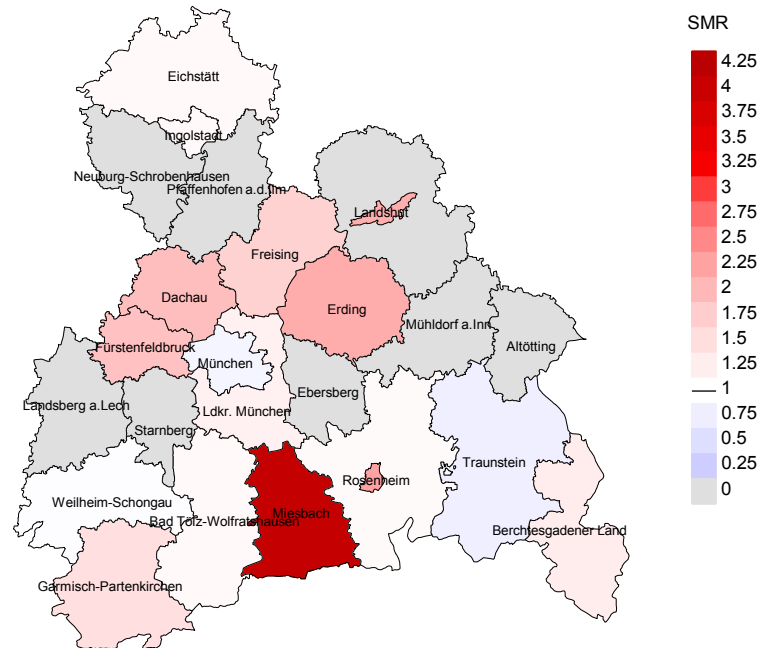 SMR
Eichstätt
Ingolstadt
Neuburg-Schrobenhausen
Pfaffenhofen a.d.Ilm
Landshut
Freising
Dachau
Erding
Mühldorf a.Inn
Altötting
Fürstenfeldbruck
München
Ebersberg
Landsberg a.Lech
Ldkr. München
Starnberg
Traunstein
Rosenheim
Weilheim-Schongau
Bad Tölz-Wolfratshausen
Miesbach
Berchtesgadener Land
Garmisch-Partenkirchen
4.25
4
3.75
3.5
3.25
3
2.75
2.5
2.25
2
1.75
1.5
1.25
1
0.75
0.5
0.25
0